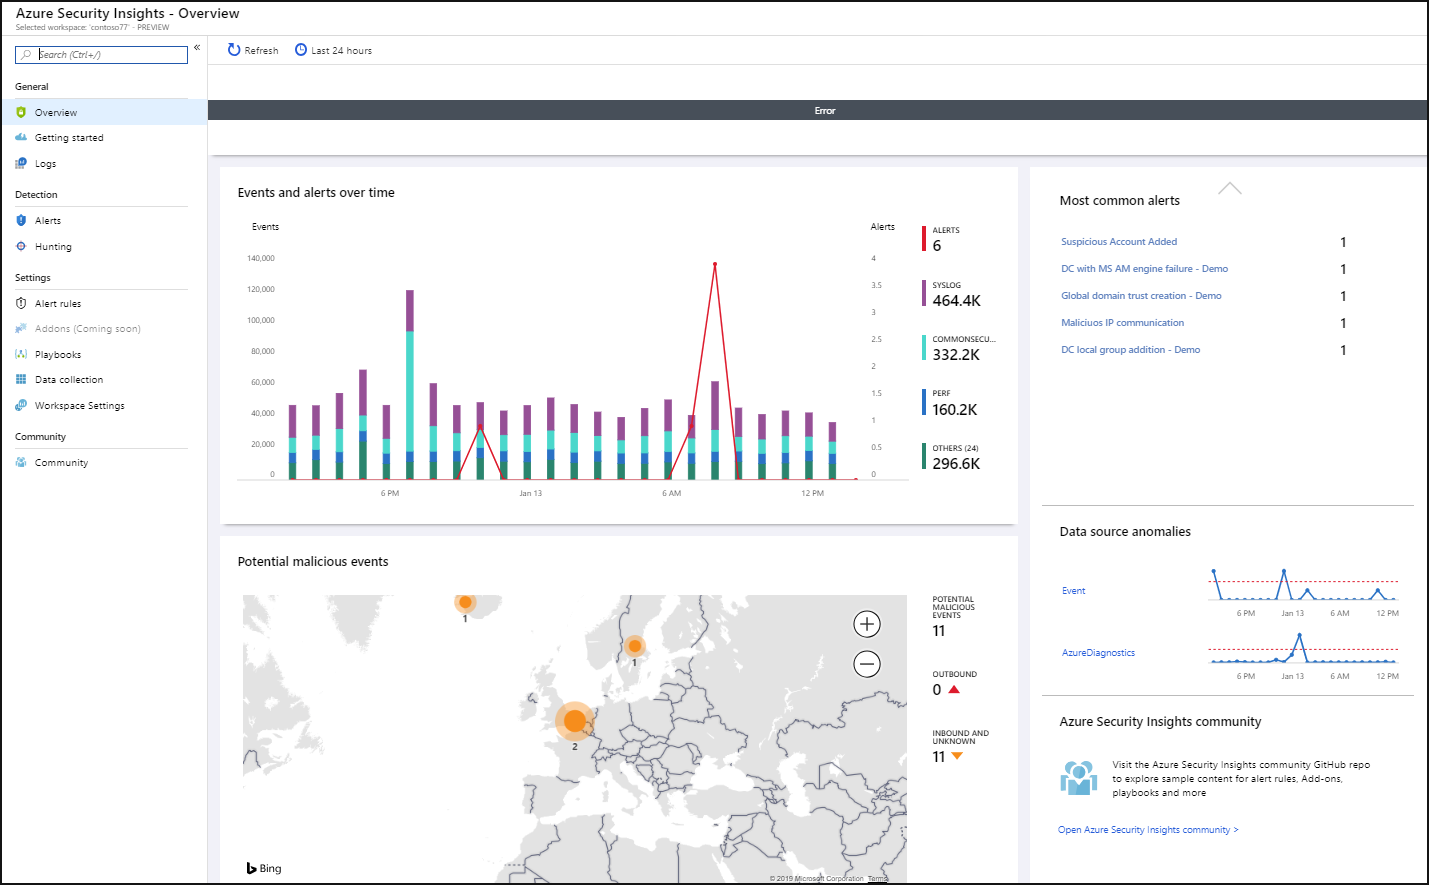 Azure Security Insights - Overview
Selected workspace: 'contoso77' - PREVIEW
Search (Ctrl+/)
«
Refresh
Last 24 hours
General
Overview
Getting started
Logs
Detection
Alerts
Hunting
Settings
Alert rules
Addons (Coming soon)
Playbooks
Data collection
Workspace Settings
Community
Community
Error
Events and alerts over time
Events
Alerts
140,000
120,000
100,000
80,000
60,000
40,000
20,000
0
4
3.5
3
2.5
2
1.5
1
0.5
0
6 PM
Jan 13
6 AM
12 PM
ALERTS
6
SYSLOG
464.4K
COMMONSECU...
332.2K
PERF
160.2K
OTHERS (24)
296.6K
Most common alerts
Suspicious Account Added 1
DC with MS AM engine failure - Demo 1
Global domain trust creation - Demo 1
Maliciuos IP communication 1
DC local group addition - Demo 1
Potential malicious events
1
1
2
Bing
© 2019 Microsoft Corporation Terms
POTENTIAL
MALICIOUS
EVENTS
11
OUTBOUND
0
INBOUND AND
UNKNOWN
11
Data source anomalies
Event
6 PM
Jan 13
6 AM
12 PM
AzureDiagnostics
6 PM
Jan 13
6 AM
12 PM
Azure Security Insights community
Visit the Azure Security Insights community GitHub repo
to explore sample content for alert rules, Add-ons,
playbooks and more
Open Azure Security Insights community >